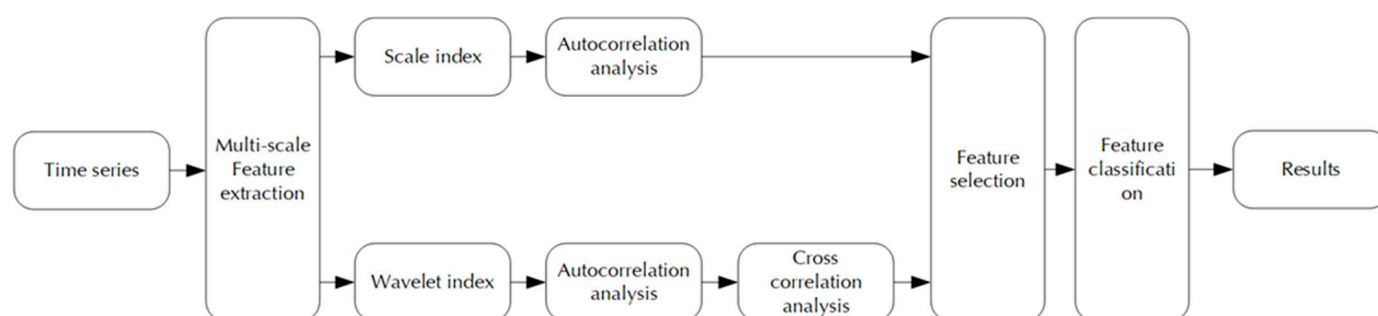 Time series
Multi-scale
Feature
extraction
Scale index
Autocorrelation
analysis
Wavelet index
Autocorrelation
analysis
Cross
correlation
analysis
Feature
selection
Feature
classificati
on
Results